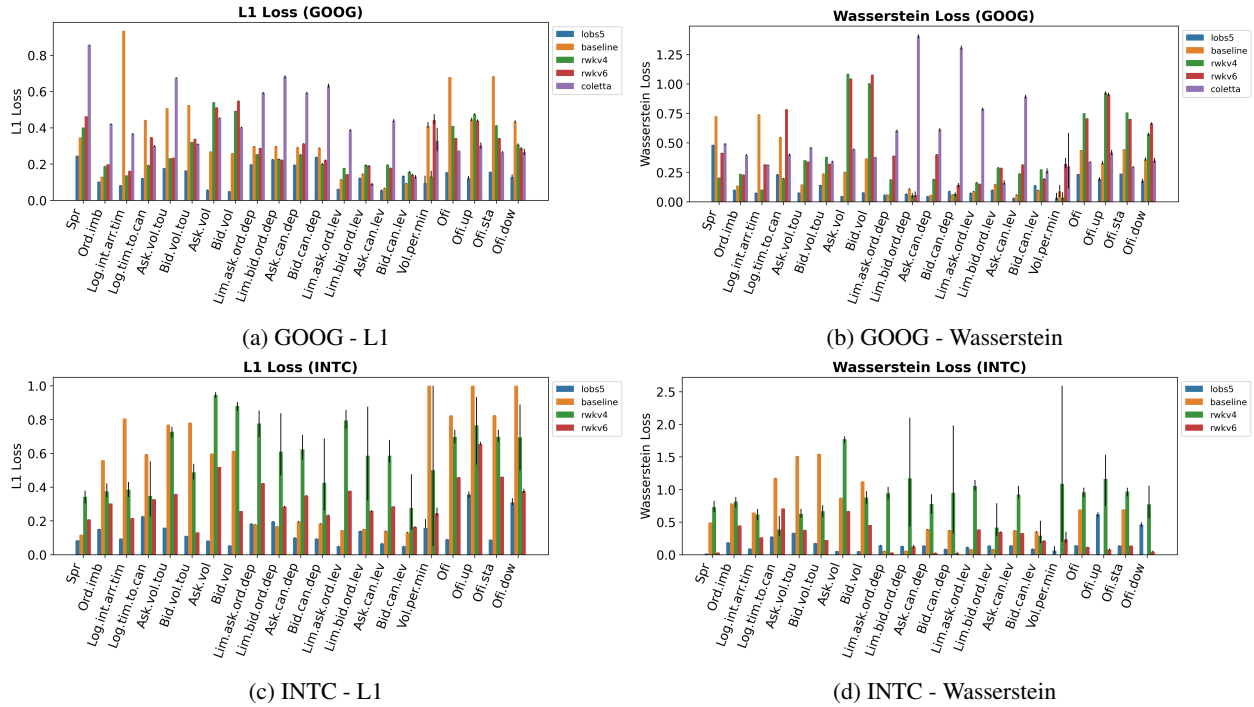 L1 Loss (GOOG)
L1 Loss
0.8
0.6
0.4
0.2
0.0
Spr
Ord.imb
Log.int.arr.tim
Log.tim.to.can
Ask.vol.tou
Bid.vol.tou
Ask.vol
Bid.vol
Lim.ask.ord.dep
Lim.bid.ord.dep
Ask.can.dep
Bid.can.dep
Lim.ask.ord.lev
Lim.bid.ord.lev
Ask.can.lev
Bid.can.lev
Vol.per.min
Ofi
Ofi.up
Ofi.sta
Ofi.dow
lobs5
baseline
rwkv4
rwkv6
coletta
(a) GOOG - L1
Wasserstein Loss (GOOG)
Wasserstein Loss
1.25
1.00
0.75
0.50
0.25
0.00
Spr
Ord.imb
Log.int.arr.tim
Log.tim.to.can
Ask.vol.tou
Bid.vol.tou
Ask.vol
Bid.vol
Lim.ask.ord.dep
Lim.bid.ord.dep
Ask.can.dep
Bid.can.dep
Lim.ask.ord.lev
Lim.bid.ord.lev
Ask.can.lev
Bid.can.lev
Vol.per.min
Ofi
Ofi.up
Ofi.sta
Ofi.dow
lobs5
baseline
rwkv4
rwkv6
coletta
(b) GOOG - Wasserstein
L1 Loss (INTC)
L1 Loss
1.0
0.8
0.6
0.4
0.2
0.0
Spr
Ord.imb
Log.int.arr.tim
Log.tim.to.can
Ask.vol.tou
Bid.vol.tou
Ask.vol
Bid.vol
Lim.ask.ord.dep
Lim.bid.ord.dep
Ask.can.dep
Bid.can.dep
Lim.ask.ord.lev
Lim.bid.ord.lev
Ask.can.lev
Bid.can.lev
Vol.per.min
Ofi
Ofi.up
Ofi.sta
Ofi.dow
lobs5
baseline
rwkv4
rwkv6
(c) INTC - L1
Wasserstein Loss (INTC)
Wasserstein Loss
2.5
2.0
1.5
1.0
0.5
0.0
Spr
Ord.imb
Log.int.arr.tim
Log.tim.to.can
Ask.vol.tou
Bid.vol.tou
Ask.vol
Bid.vol
Lim.ask.ord.dep
Lim.bid.ord.dep
Ask.can.dep
Bid.can.dep
Lim.ask.ord.lev
Lim.bid.ord.lev
Ask.can.lev
Bid.can.lev
Vol.per.min
Ofi
Ofi.up
Ofi.sta
Ofi.dow
lobs5
baseline
rwkv4
rwkv6
(d) INTC - Wasserstein